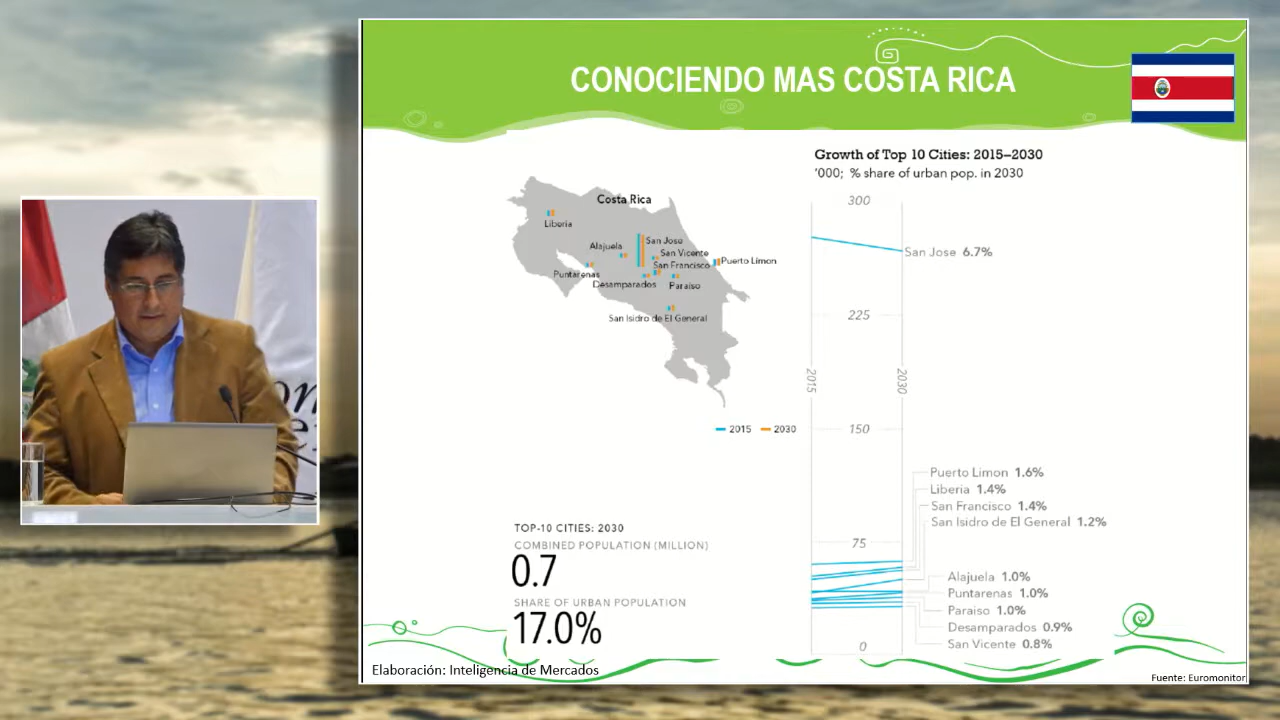 CONOCIENDO MAS COSTA RICA
Growth of Top 10 Cities: 2015–2030
'000; % share of urban pop. in 2030
Costa Rica
Liberia
Alajuela
San Jose
San Vicente
Puntarenas
San Francisco
Puerto Limon
Desamparados
Paraiso
San Isidro de El General
2015
2030
300
225
150
75
0
2015
2030
San Jose 6.7%
Puerto Limon 1.6%
Liberia 1.4%
San Francisco 1.4%
San Isidro de El General 1.2%
Alajuela 1.0%
Puntarenas 1.0%
Paraiso 1.0%
Desamparados 0.9%
San Vicente 0.8%
TOP-10 CITIES: 2030
COMBINED POPULATION (MILLION)
0.7
SHARE OF URBAN POPULATION
17.0%
Elaboración: Inteligencia de Mercados
Fuente: Euromonitor